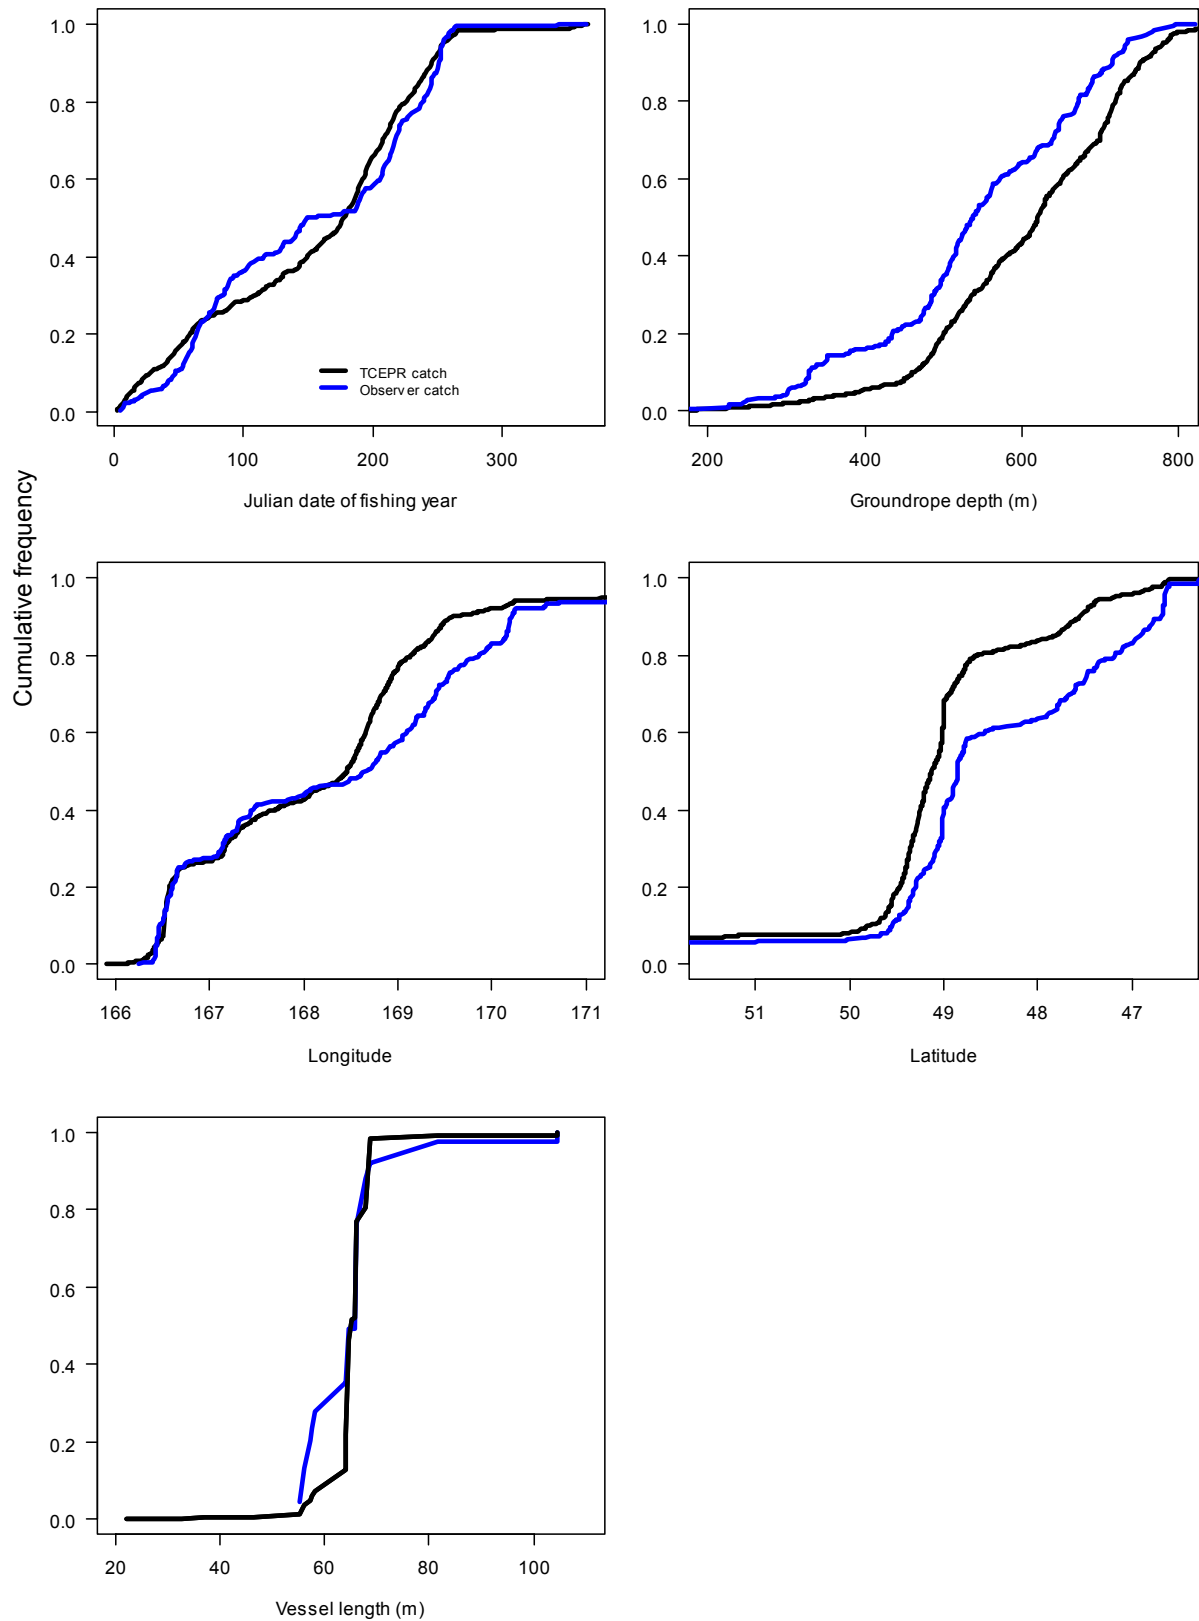 1.0
0.8
0.6
0.4
0.2
0.0
TCEPR catch
Observer catch
0 100 200 300
Julian date of fishing year
1.0
0.8
0.6
0.4
0.2
0.0
200 400 600 800
Groundrope depth (m)
Cumulative frequency
1.0
0.8
0.6
0.4
0.2
0.0
166 167 168 169 170 171
Longitude
1.0
0.8
0.6
0.4
0.2
0.0
51 50 49 48 47
Latitude
1.0
0.8
0.6
0.4
0.2
0.0
20 40 60 80 100
Vessel length (m)